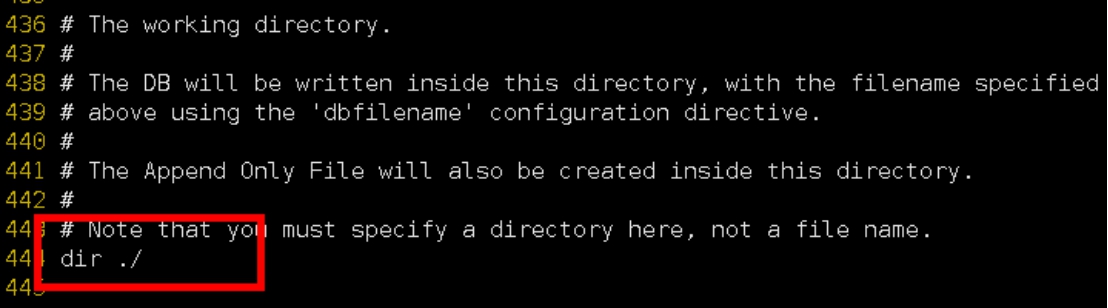 436 # The working directory.
437 #
438 # The DB will be written inside this directory, with the filename specified
439 # above using the 'dbfilename' configuration directive.
440 #
441 # The Append Only File will also be created inside this directory.
442 #
443 # Note that you must specify a directory here, not a file name.
444 dir ./
445